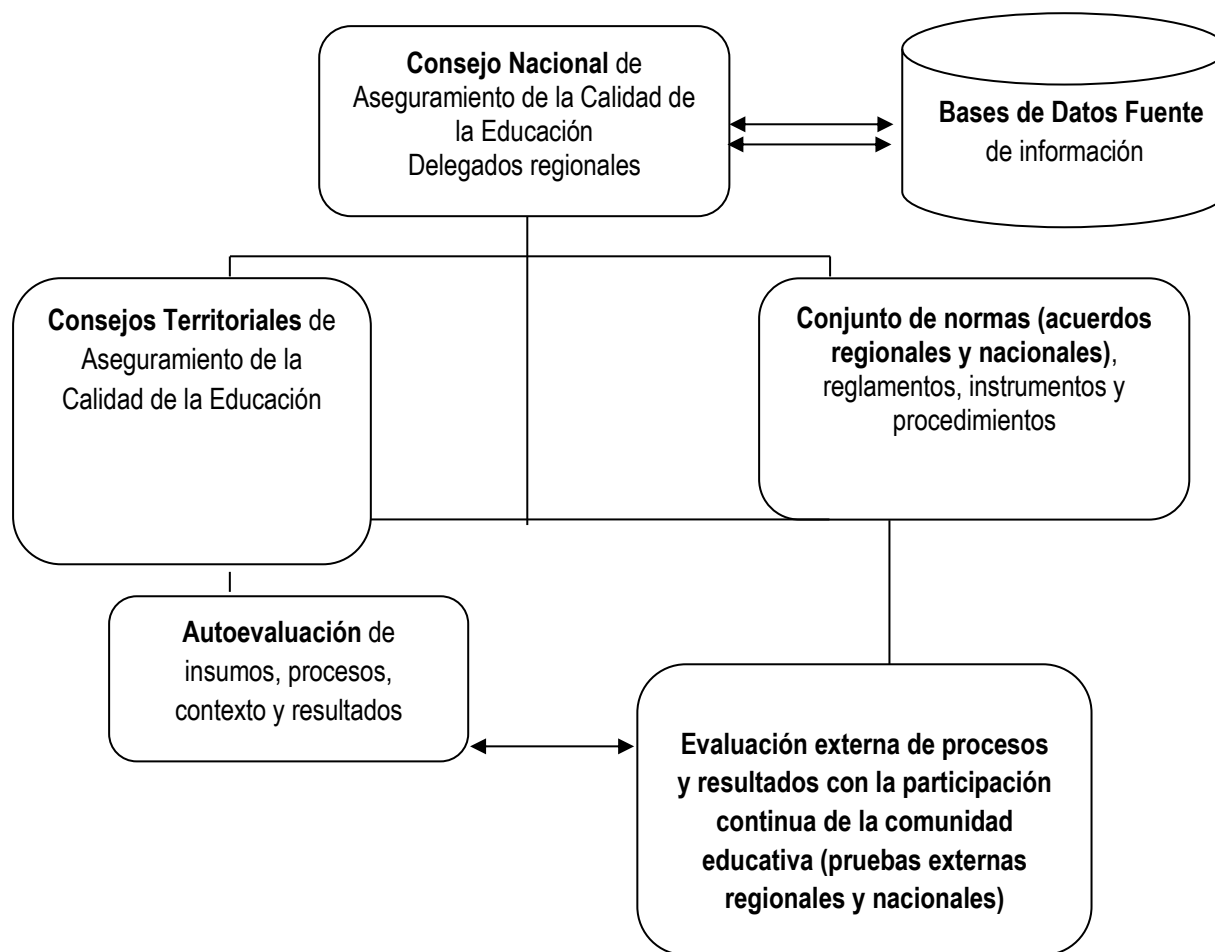 Consejo Nacional de
Aseguramiento de la Calidad de
la Educación
Delegados regionales
Bases de Datos Fuente
de información
Consejos Territoriales de
Aseguramiento de la
Calidad de la Educación
Conjunto de normas (acuerdos
regionales y nacionales),
reglamentos, instrumentos y
procedimientos
Autoevaluación de
insumos, procesos,
contexto y resultados
Evaluación externa de procesos
y resultados con la participación
continua de la comunidad
educativa (pruebas externas
regionales y nacionales)